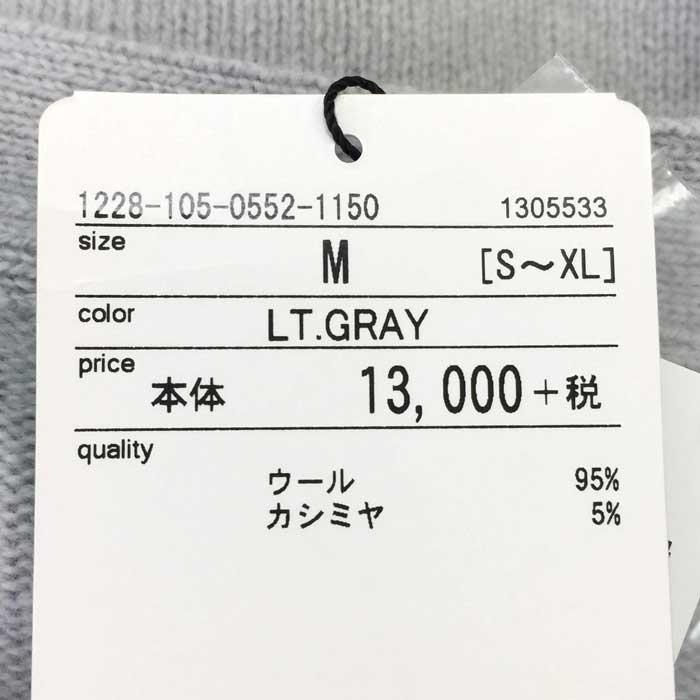 1228-105-0552-1150 1305533
size M [S～XL]
color LT.GRAY
price 本体 13,000+税
quality
ウール 95%
カシミヤ 5%